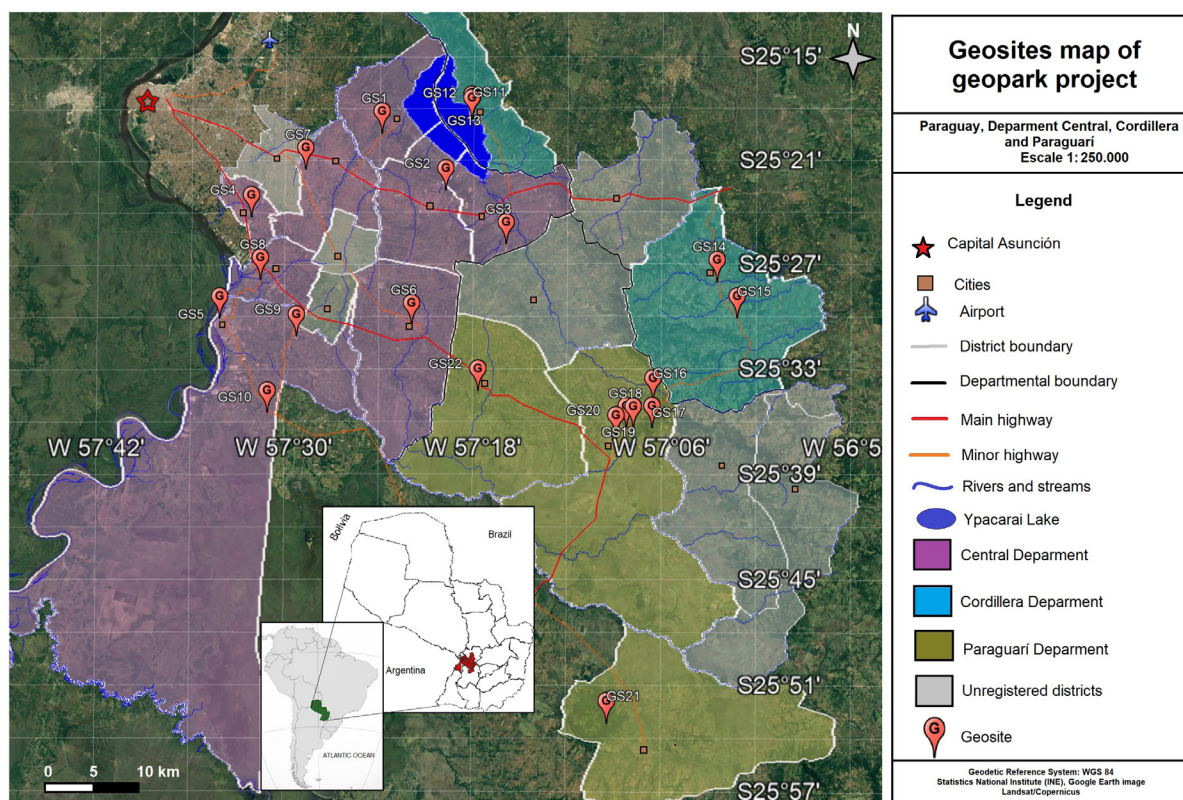 N
S25°15'
GS12
GS11
GS1
GS13
GS7
GS2
S25°21'
GS4
GS3
GS8
GS14
S25°27'
GS15
GS5
GS9
GS6
GS22
GS16
S25°33'
GS10
GS18
GS20
GS17
GS19
W 57°42'
W 57°30'
W 57°18'
W 57°06'
W 56°5
S25°39'
Bolivia
Brazil
S25°45'
Argentina
S25°51'
GS21
ATLANTIC OCEAN
0 5 10 km
S25°57'
Geosites map of
geopark project
Paraguay, Deparment Central, Cordillera
and Paraguarí
Escale 1:250.000
Legend
Capital Asunción
Cities
Airport
District boundary
Departmental boundary
Main highway
Minor highway
Rivers and streams
Ypacarai Lake
Central Deparment
Cordillera Deparment
Paraguarí Deparment
Unregistered districts
G Geosite
Geodetic Reference System: WGS 84
Statistics National Institute (INE), Google Earth image
Landsat/Copernicus